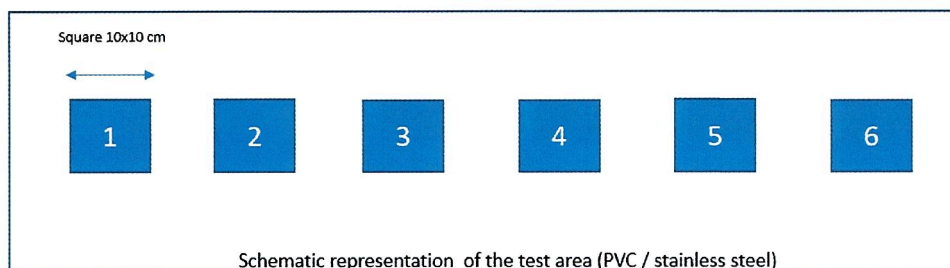 Square 10x10 cm
1 2 3 4 5 6
Schematic representation of the test area (PVC / stainless steel)